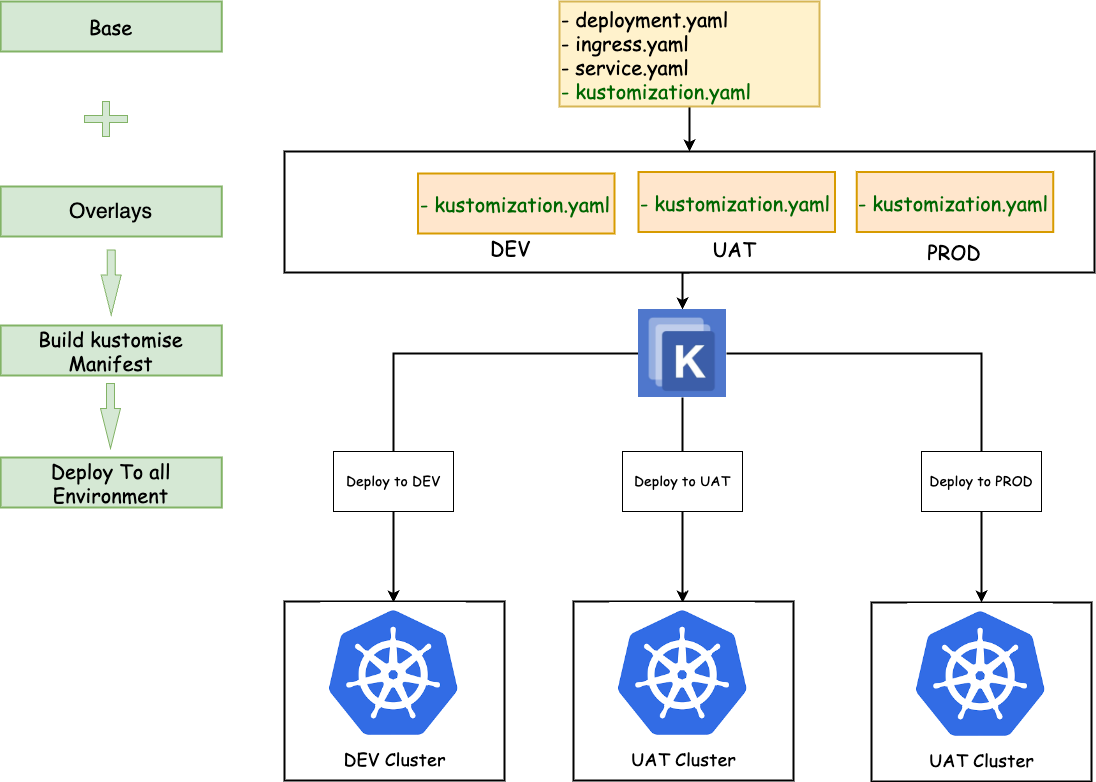 Base
- deployment.yaml
- ingress.yaml
- service.yaml
- kustomization.yaml
Overlays
- kustomization.yaml
- kustomization.yaml
- kustomization.yaml
DEV
UAT
PROD
Build kustomise
Manifest
K
Deploy To all
Environment
Deploy to DEV
Deploy to UAT
Deploy to PROD
DEV Cluster
UAT Cluster
UAT Cluster